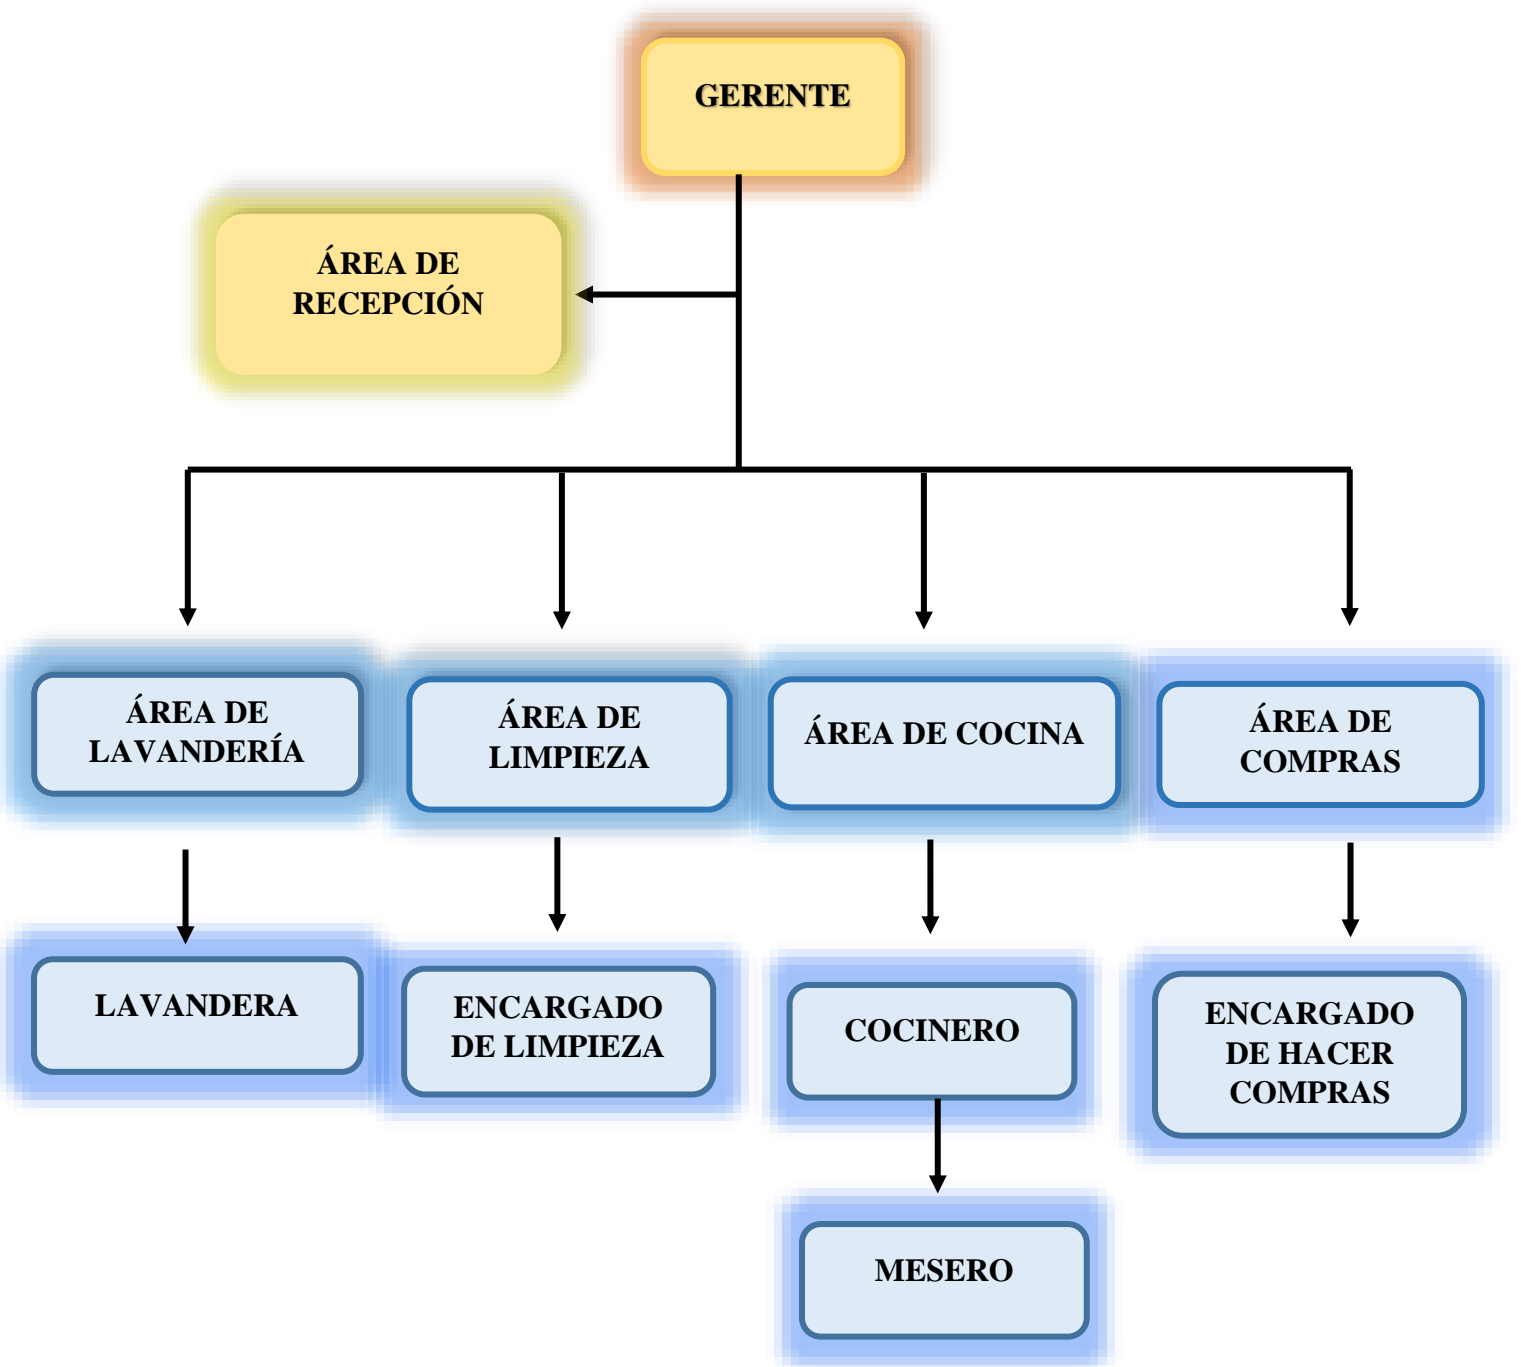 GERENTE
ÁREA DE
RECEPCIÓN
ÁREA DE
LAVANDERÍA
ÁREA DE
LIMPIEZA
ÁREA DE COCINA
ÁREA DE
COMPRAS
LAVANDERA
ENCARGADO
DE LIMPIEZA
COCINERO
ENCARGADO
DE HACER
COMPRAS
MESERO